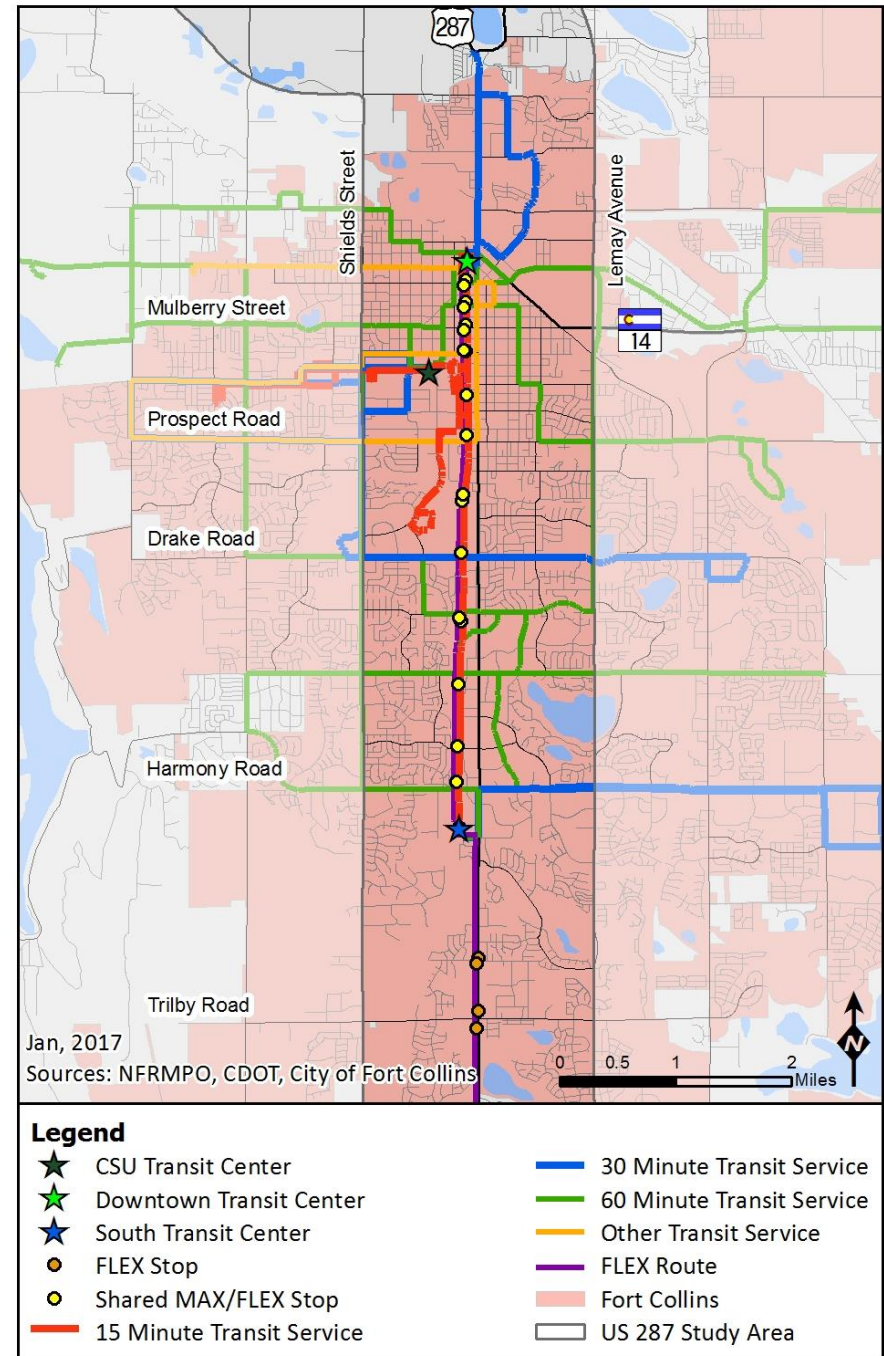 287
Shields Street
Lemay Avenue
Mulberry Street
14
Prospect Road
Drake Road
Harmony Road
Trilby Road
Jan, 2017
Sources: NFRMPO, CDOT, City of Fort Collins
0 0.5 1 2
Miles
N
Legend
CSU Transit Center
Downtown Transit Center
South Transit Center
FLEX Stop
Shared MAX/FLEX Stop
15 Minute Transit Service
30 Minute Transit Service
60 Minute Transit Service
Other Transit Service
FLEX Route
Fort Collins
US 287 Study Area